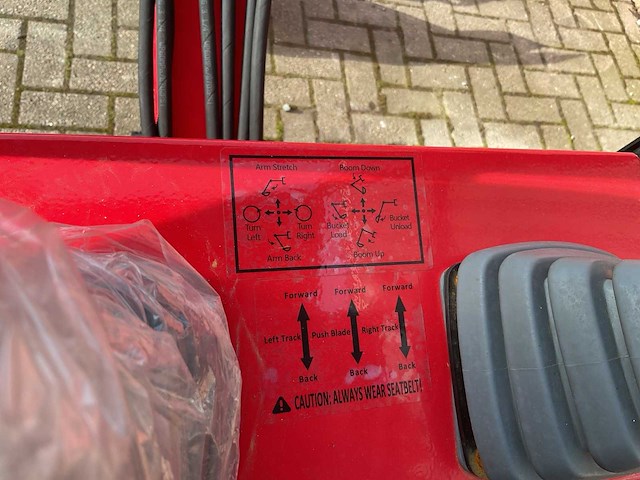 Arm Stretch Boom Down
Turn Left Turn Right Bucket Load Bucket Unload
Arm Back Boom Up
Forward Forward Forward
Left Track Push Blade Right Track
Back Back Back
CAUTION: ALWAYS WEAR SEATBELT!